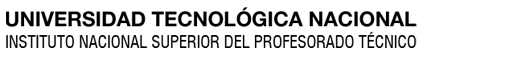 UNIVERSIDAD TECNOLÓGICA NACIONAL
INSTITUTO NACIONAL SUPERIOR DEL PROFESORADO TÉCNICO